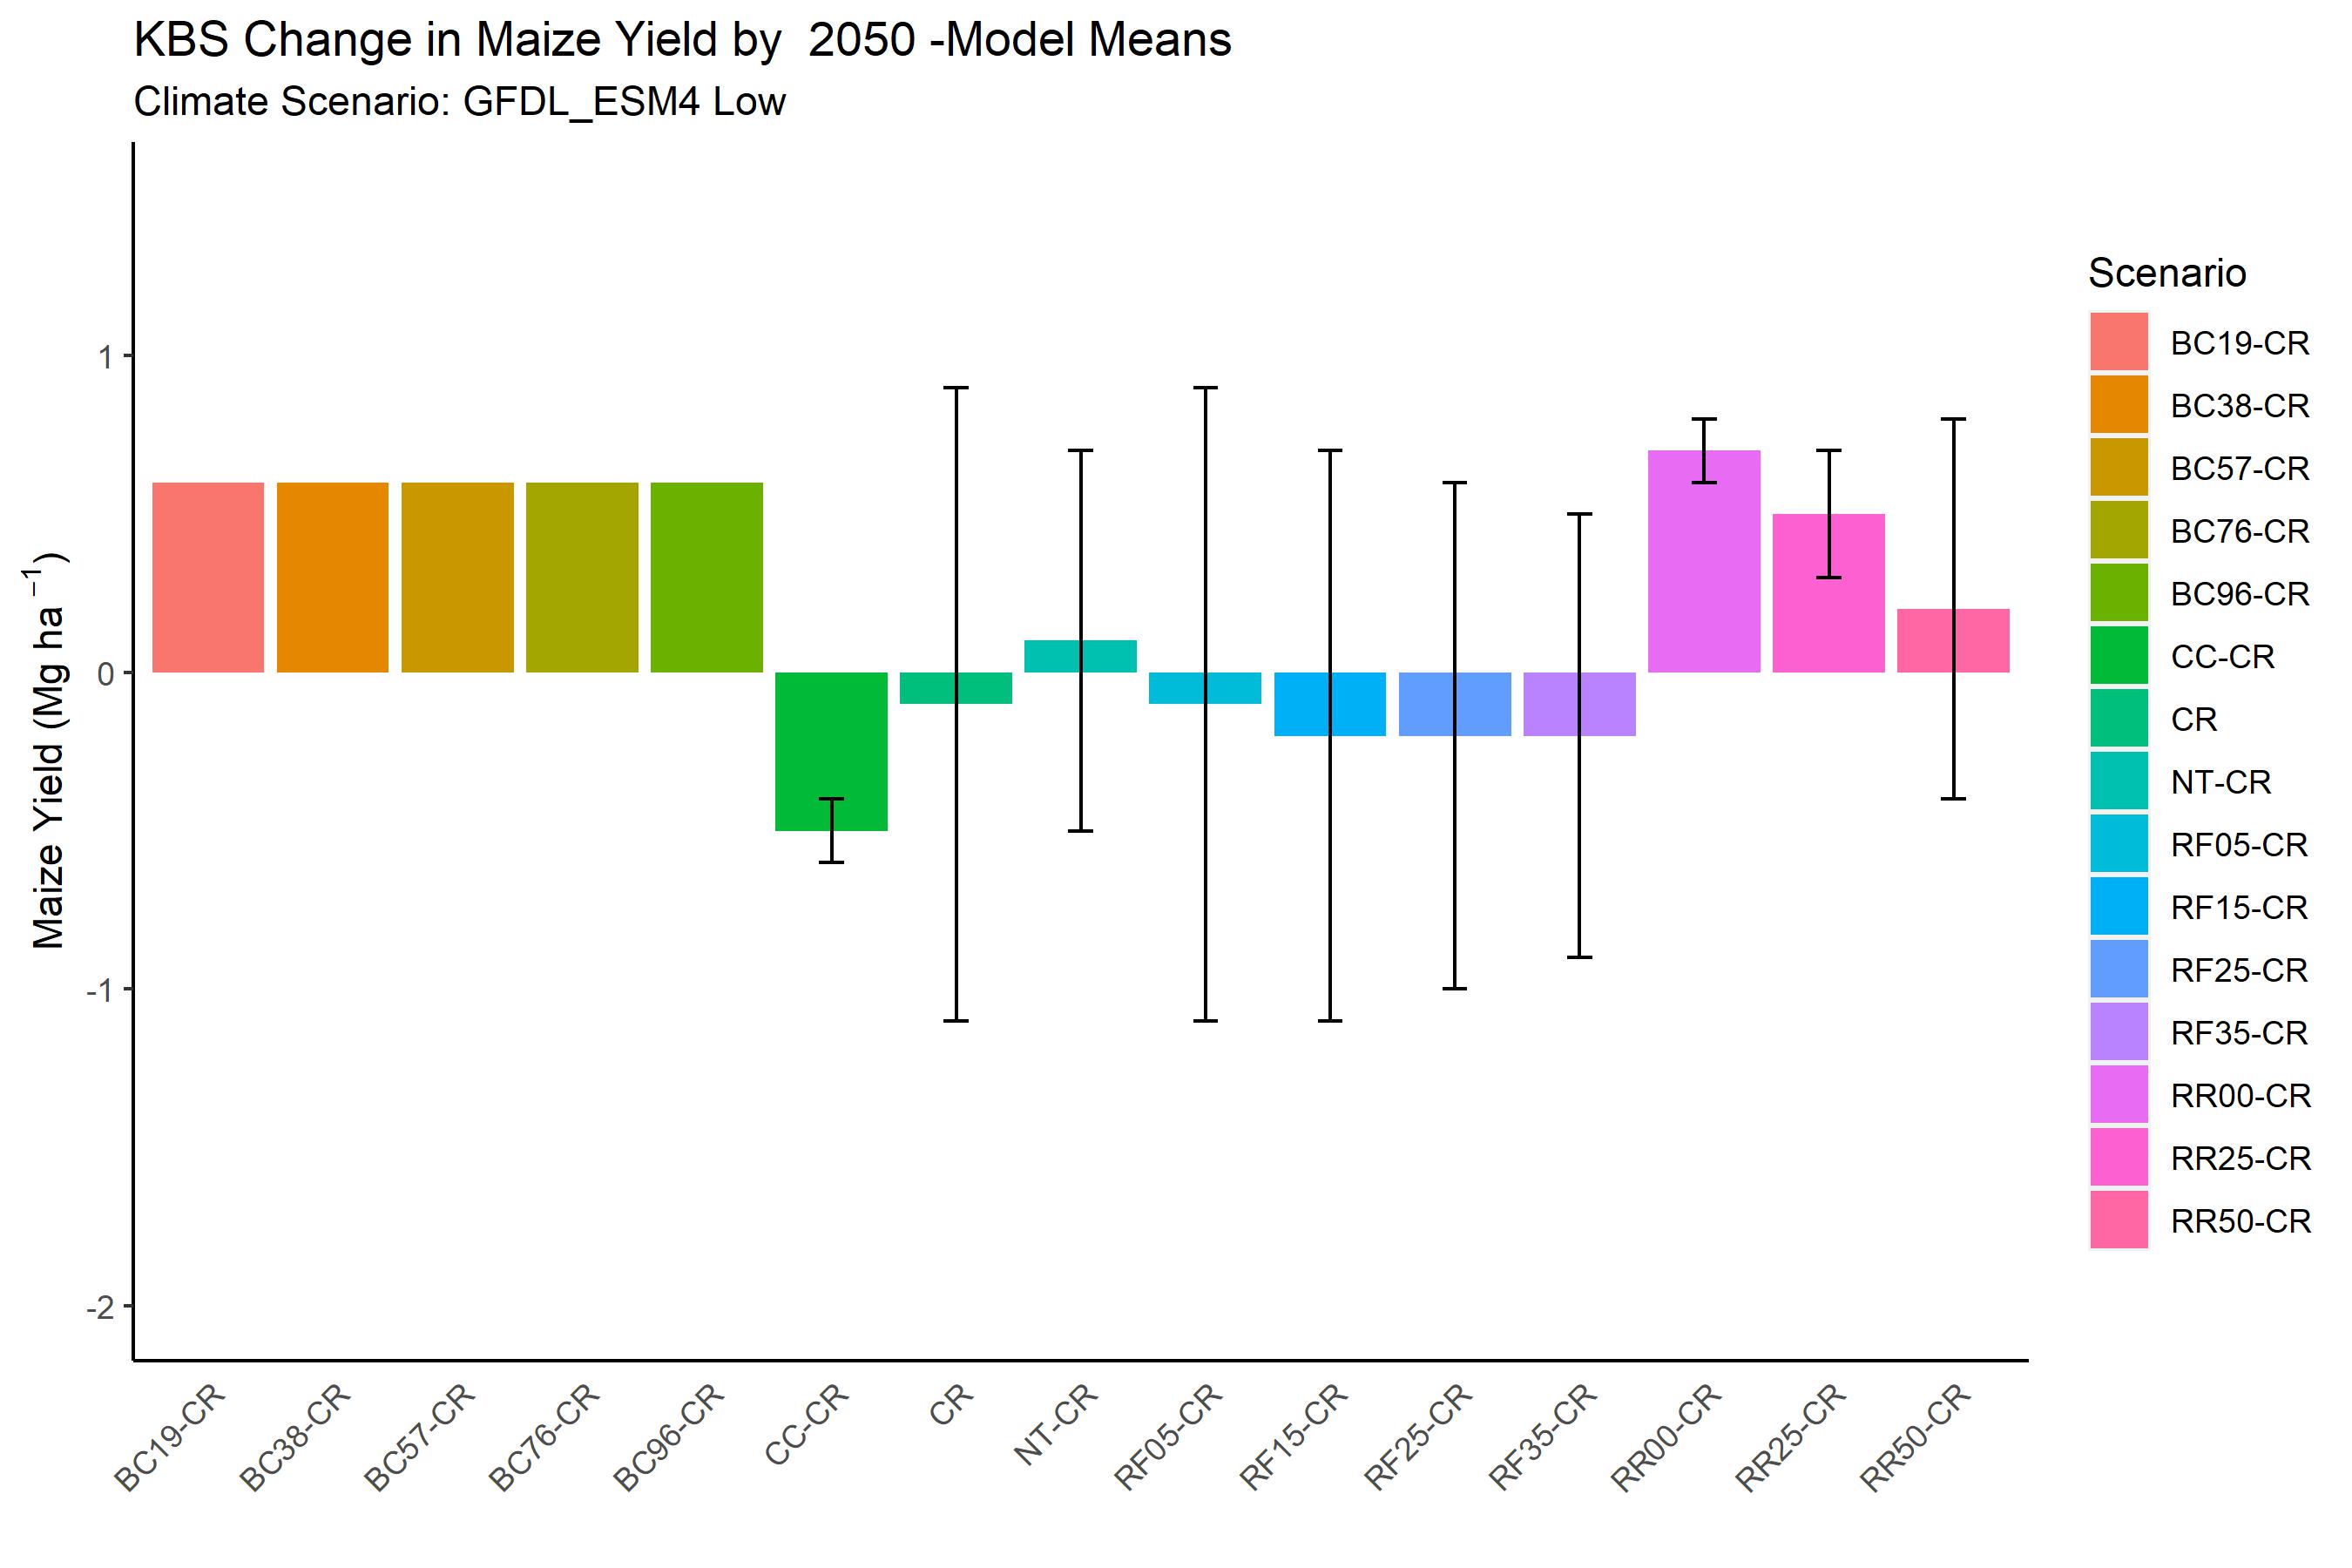 KBS Change in Maize Yield by  2050 -Model Means
Climate Scenario: GFDL_ESM4 Low
Maize Yield (Mg ha −1)
1
0
-1
-2
BC19-CR
BC38-CR
BC57-CR
BC76-CR
BC96-CR
CC-CR
CR
NT-CR
RF05-CR
RF15-CR
RF25-CR
RF35-CR
RR00-CR
RR25-CR
RR50-CR
Scenario
BC19-CR
BC38-CR
BC57-CR
BC76-CR
BC96-CR
CC-CR
CR
NT-CR
RF05-CR
RF15-CR
RF25-CR
RF35-CR
RR00-CR
RR25-CR
RR50-CR